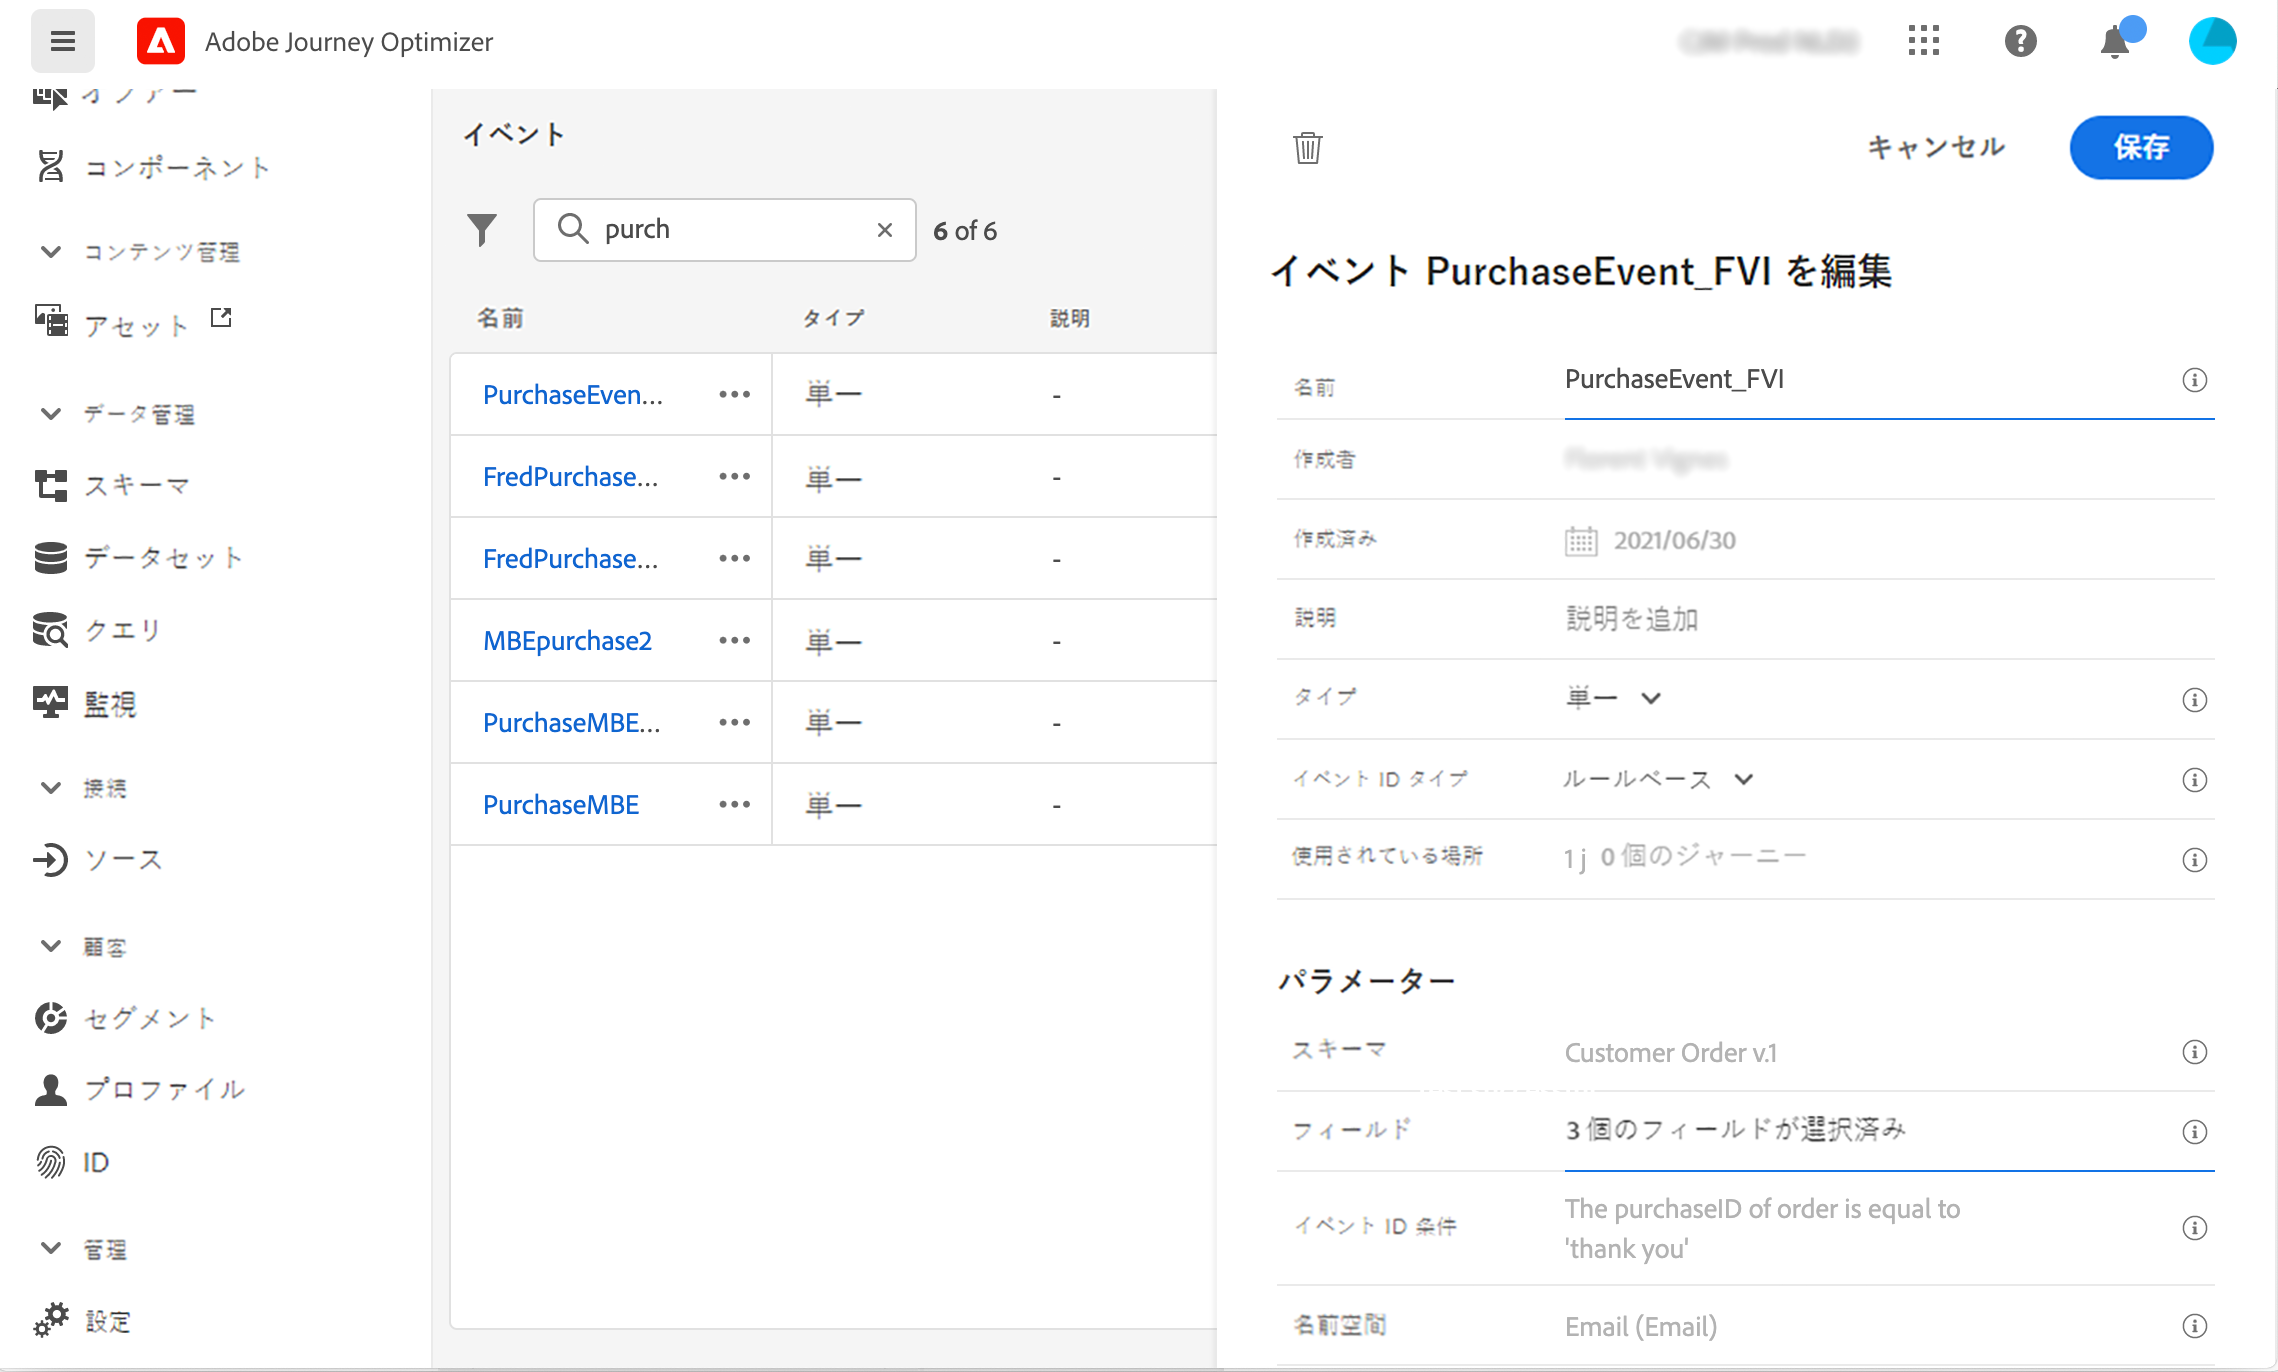 Adobe Journey Optimizer
オファー
コンポーネント
コンテンツ管理
アセット
データ管理
スキーマ
データセット
クエリ
監視
接続
ソース
顧客
セグメント
プロファイル
ID
管理
設定
イベント
purch
6 of 6
名前 タイプ 説明
PurchaseEven... 単一 -
FredPurchase... 単一 -
FredPurchase... 単一 -
MBEpurchase2 単一 -
PurchaseMBE... 単一 -
PurchaseMBE 単一 -
キャンセル 保存
イベント PurchaseEvent_FVI を編集
名前 PurchaseEvent_FVI
作成者
作成済み 2021/06/30
説明 説明を追加
タイプ 単一
イベント ID タイプ ルールベース
使用されている場所 1 j 0 個のジャーニー
パラメーター
スキーマ Customer Order v.1
フィールド 3 個のフィールドが選択済み
イベント ID 条件 The purchaseID of order is equal to
'thank you'
名前空間 Email (Email)